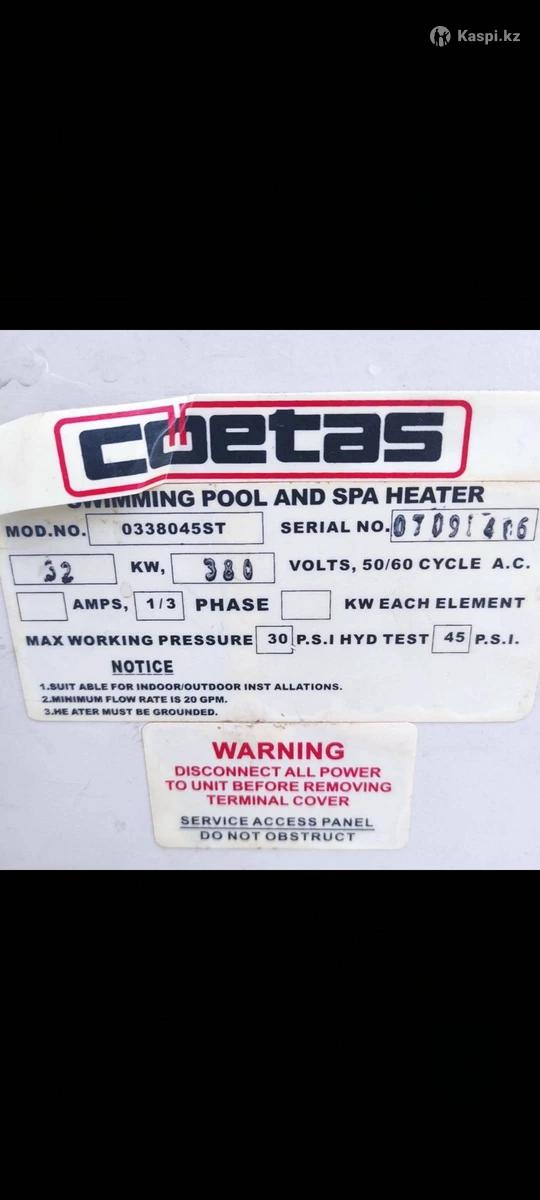 Kaspi.kz
cöetas
SWIMMING POOL AND SPA HEATER
MOD.NO. 0338045ST SERIAL NO.
32 KW, 380 VOLTS, 50/60 CYCLE A.C.
AMPS, 1/3 PHASE KW EACH ELEMENT
MAX WORKING PRESSURE 30 P.S.I HYD TEST 45 P.S.I.
NOTICE
1.SUIT ABLE FOR INDOOR/OUTDOOR INST ALLATIONS.
2.MINIMUM FLOW RATE IS 20 GPM.
3.HE ATER MUST BE GROUNDED.
WARNING
DISCONNECT ALL POWER
TO UNIT BEFORE REMOVING
TERMINAL COVER
SERVICE ACCESS PANEL
DO NOT OBSTRUCT